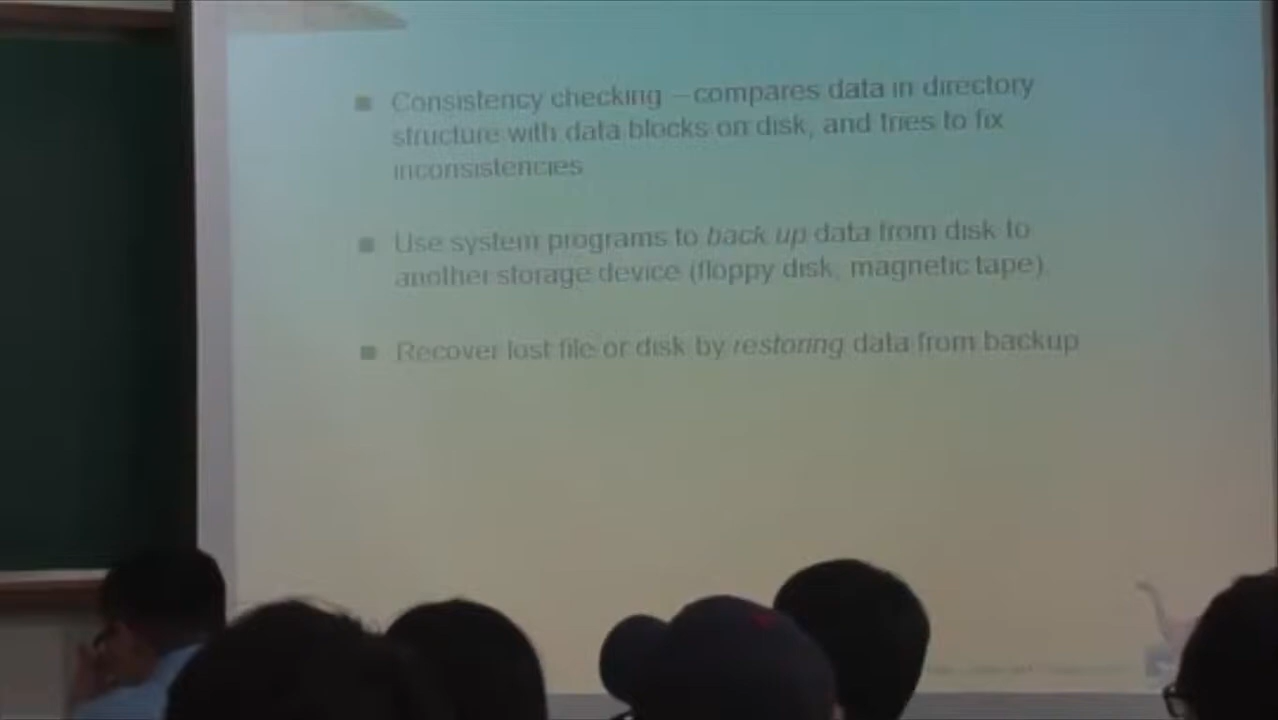 Consistency checking – compares data in directory
structure with data blocks on disk, and tries to fix
inconsistencies
Use system programs to back up data from disk to
another storage device (floppy disk, magnetic tape)
Recover lost file or disk by restoring data from backup